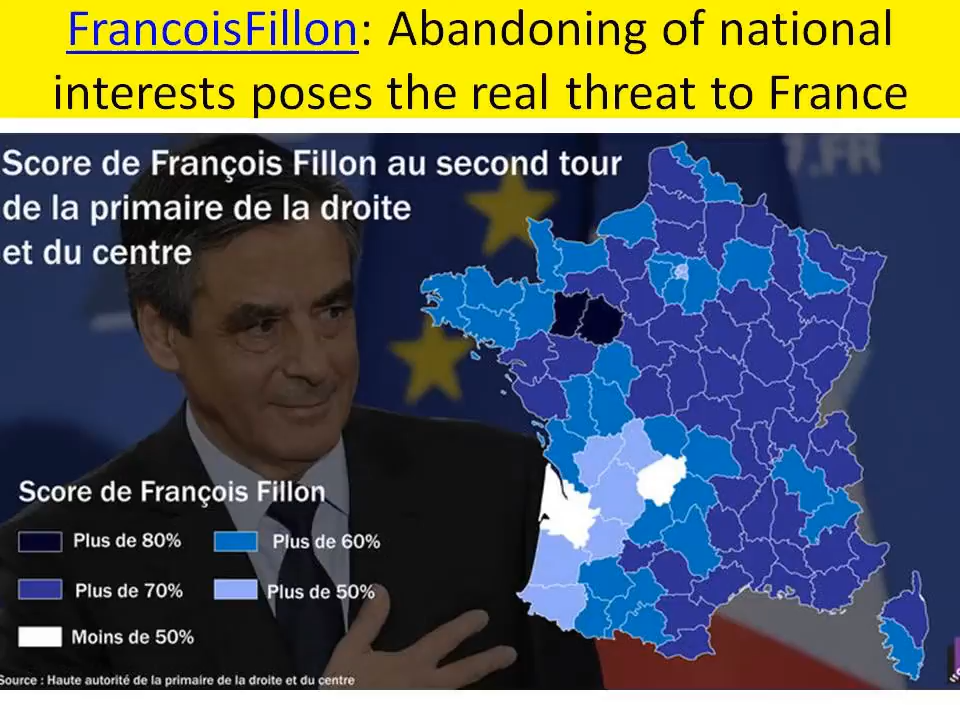 FrancoisFillon: Abandoning of national
interests poses the real threat to France
7.FR
Score de François Fillon au second tour
de la primaire de la droite
et du centre
Score de François Fillon
Plus de 80%
Plus de 60%
Plus de 70%
Plus de 50%
Moins de 50%
Source : Haute autorité de la primaire de la droite et du centre